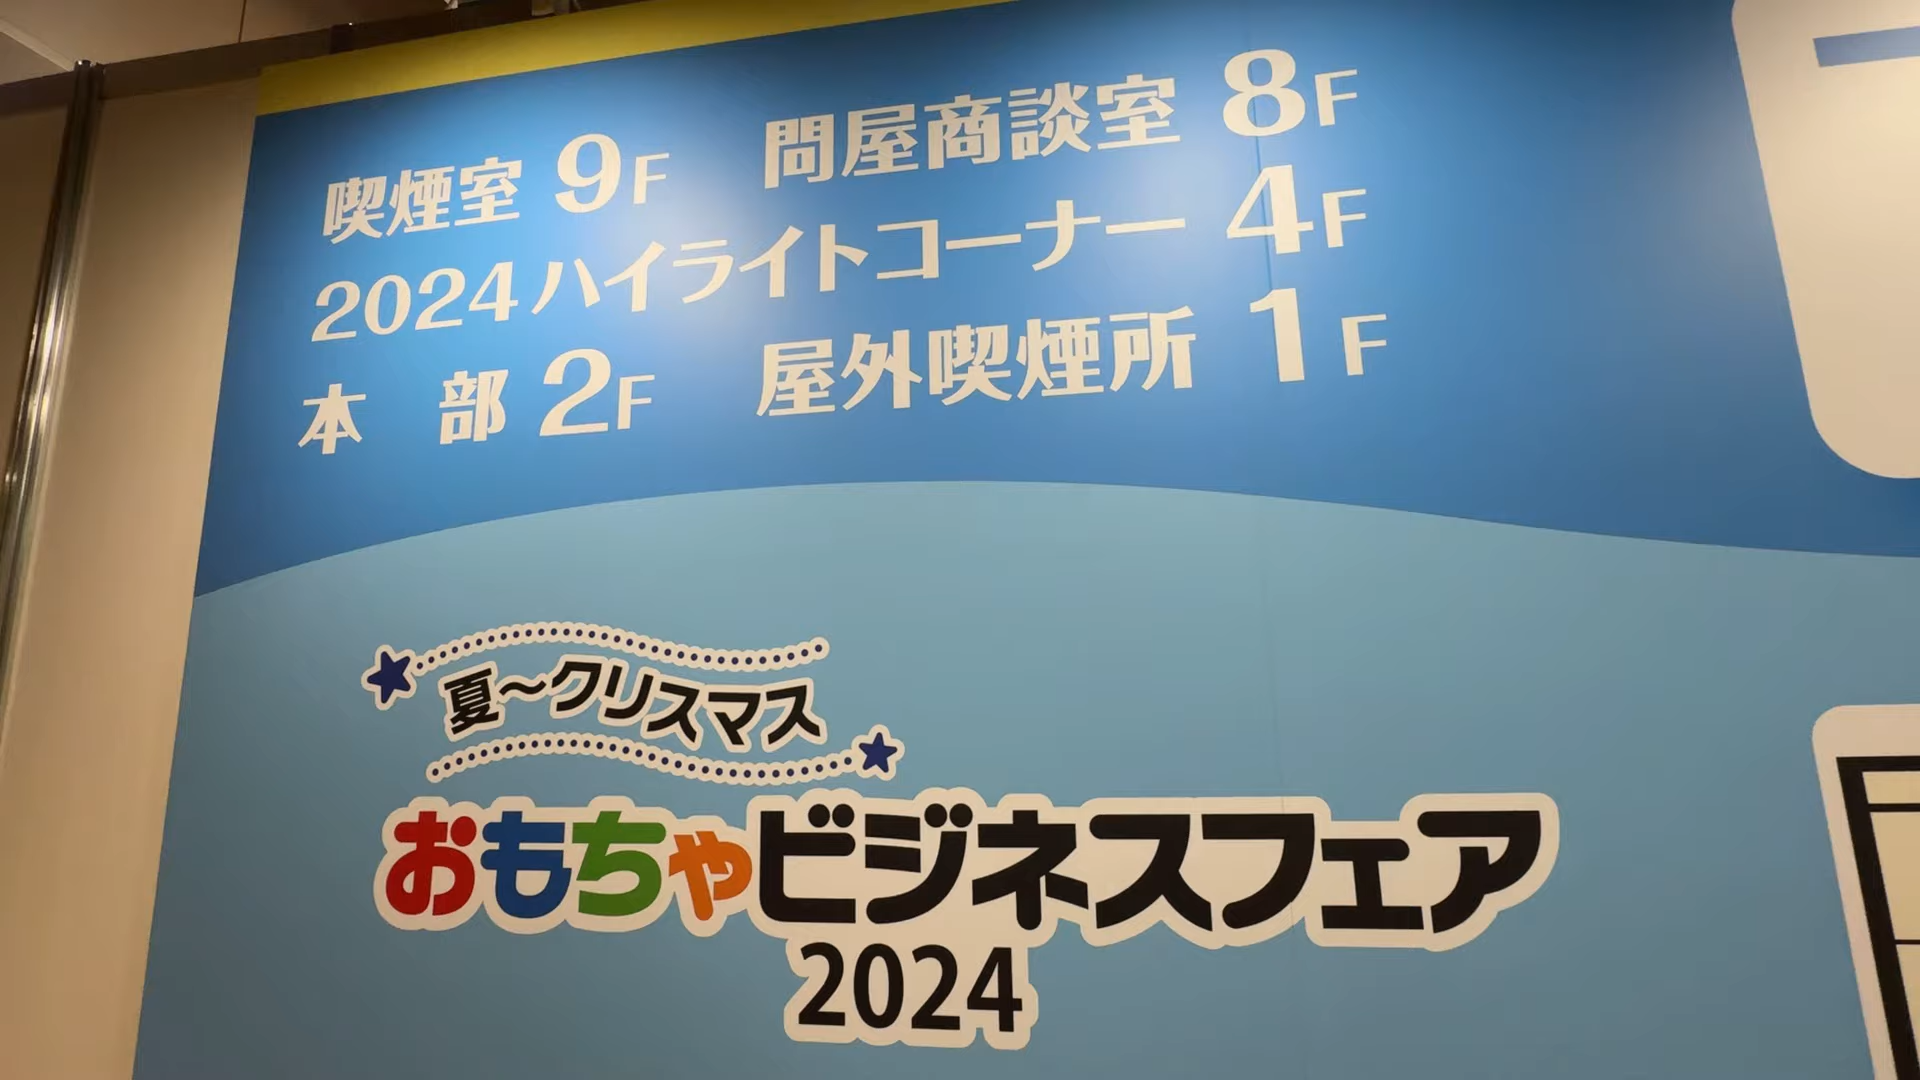 喫煙室 9F 問屋商談室 8F
2024ハイライトコーナー 4F
本 部 2F 屋外喫煙所 1F
夏～クリスマス
おもちゃビジネスフェア
2024